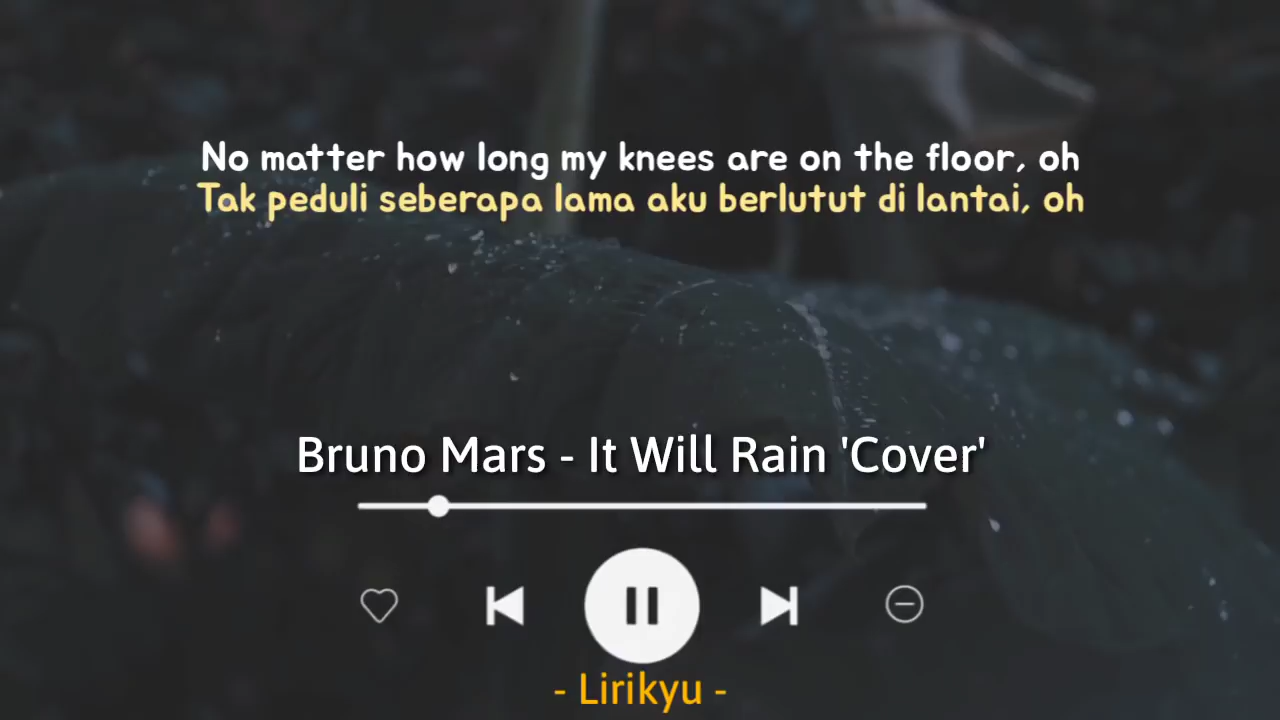 No matter how long my knees are on the floor, oh
Tak peduli seberapa lama aku berlutut di lantai, oh
Bruno Mars - It Will Rain 'Cover'
- Lirikyu -